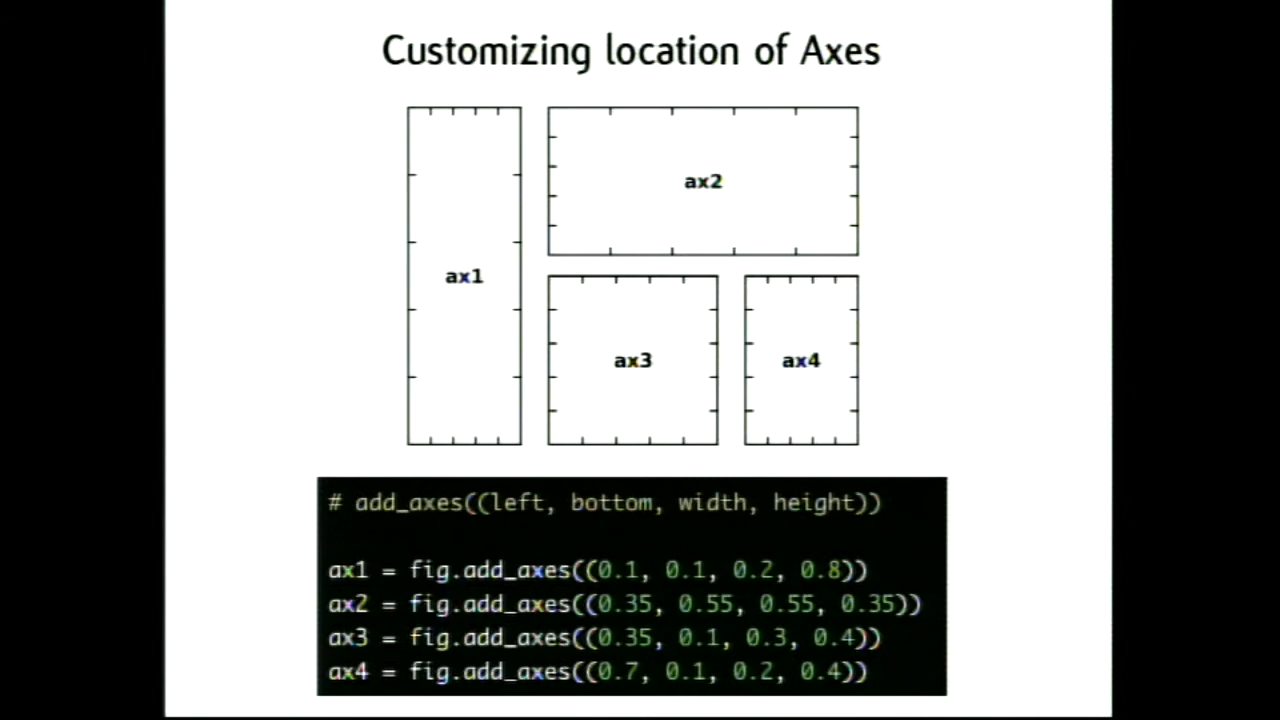 Customizing location of Axes
ax1
ax2
ax3
ax4
# add_axes((left, bottom, width, height))
ax1 = fig.add_axes((0.1, 0.1, 0.2, 0.8))
ax2 = fig.add_axes((0.35, 0.55, 0.55, 0.35))
ax3 = fig.add_axes((0.35, 0.1, 0.3, 0.4))
ax4 = fig.add_axes((0.7, 0.1, 0.2, 0.4))